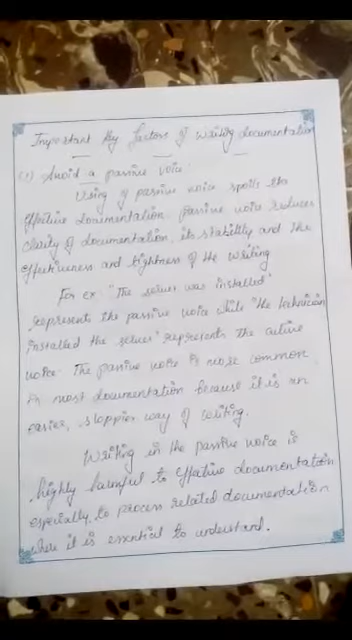 Important key factors of writing documentation
(1) Avoid a passive voice:
Using of passive voice spoils the
effective documentation. passive voice reduces
clarity of documentation, its stability and the
effectiveness and tightness of the writing
For ex: "The server was installed"
represents the passive voice while "the technician
installed the server" represents the active
voice. The passive voice is more common
in most documentation because it is an
easier, sloppier way of writing.
Writing in the passive voice is
highly harmful to effective documentation
especially, to process related documentation
where it is essential to understand.